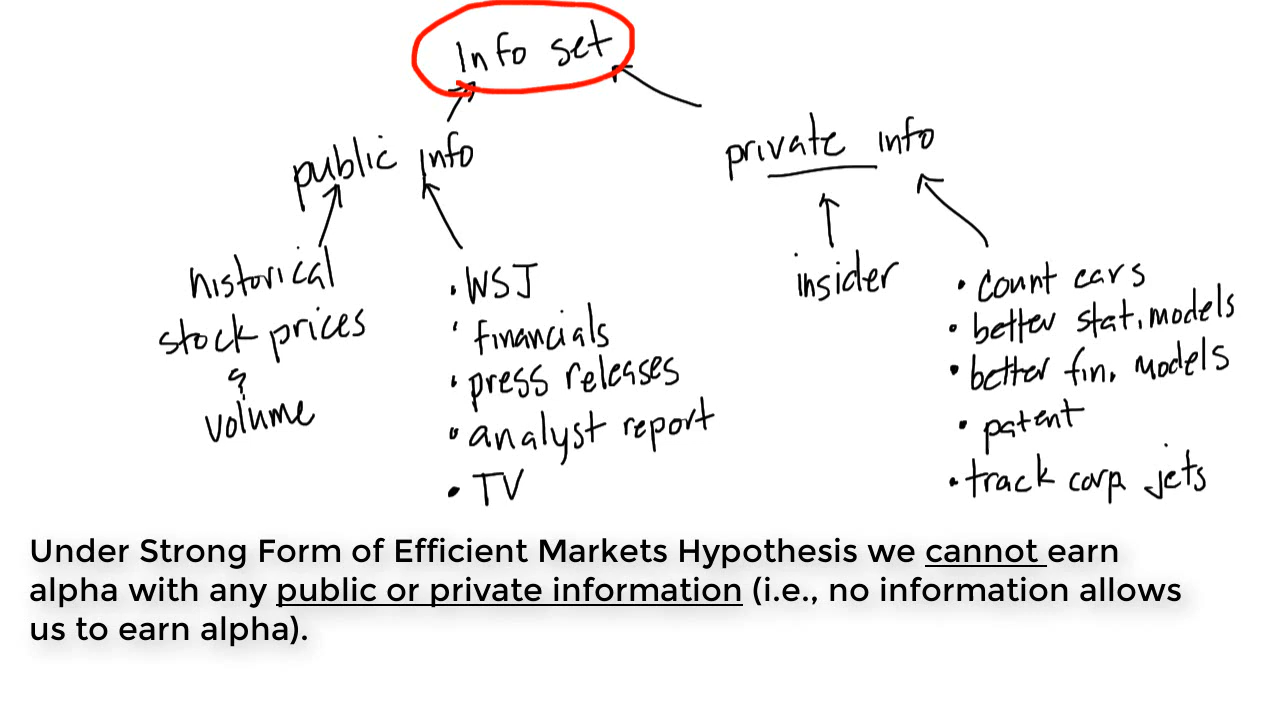 Info set
public info
private info
historical
stock prices
&
volume
• WSJ
• financials
• press releases
• analyst report
• TV
insider
• count cars
• better stat. models
• better fin. models
• patent
• track corp jets
Under Strong Form of Efficient Markets Hypothesis we cannot earn
alpha with any public or private information (i.e., no information allows
us to earn alpha).